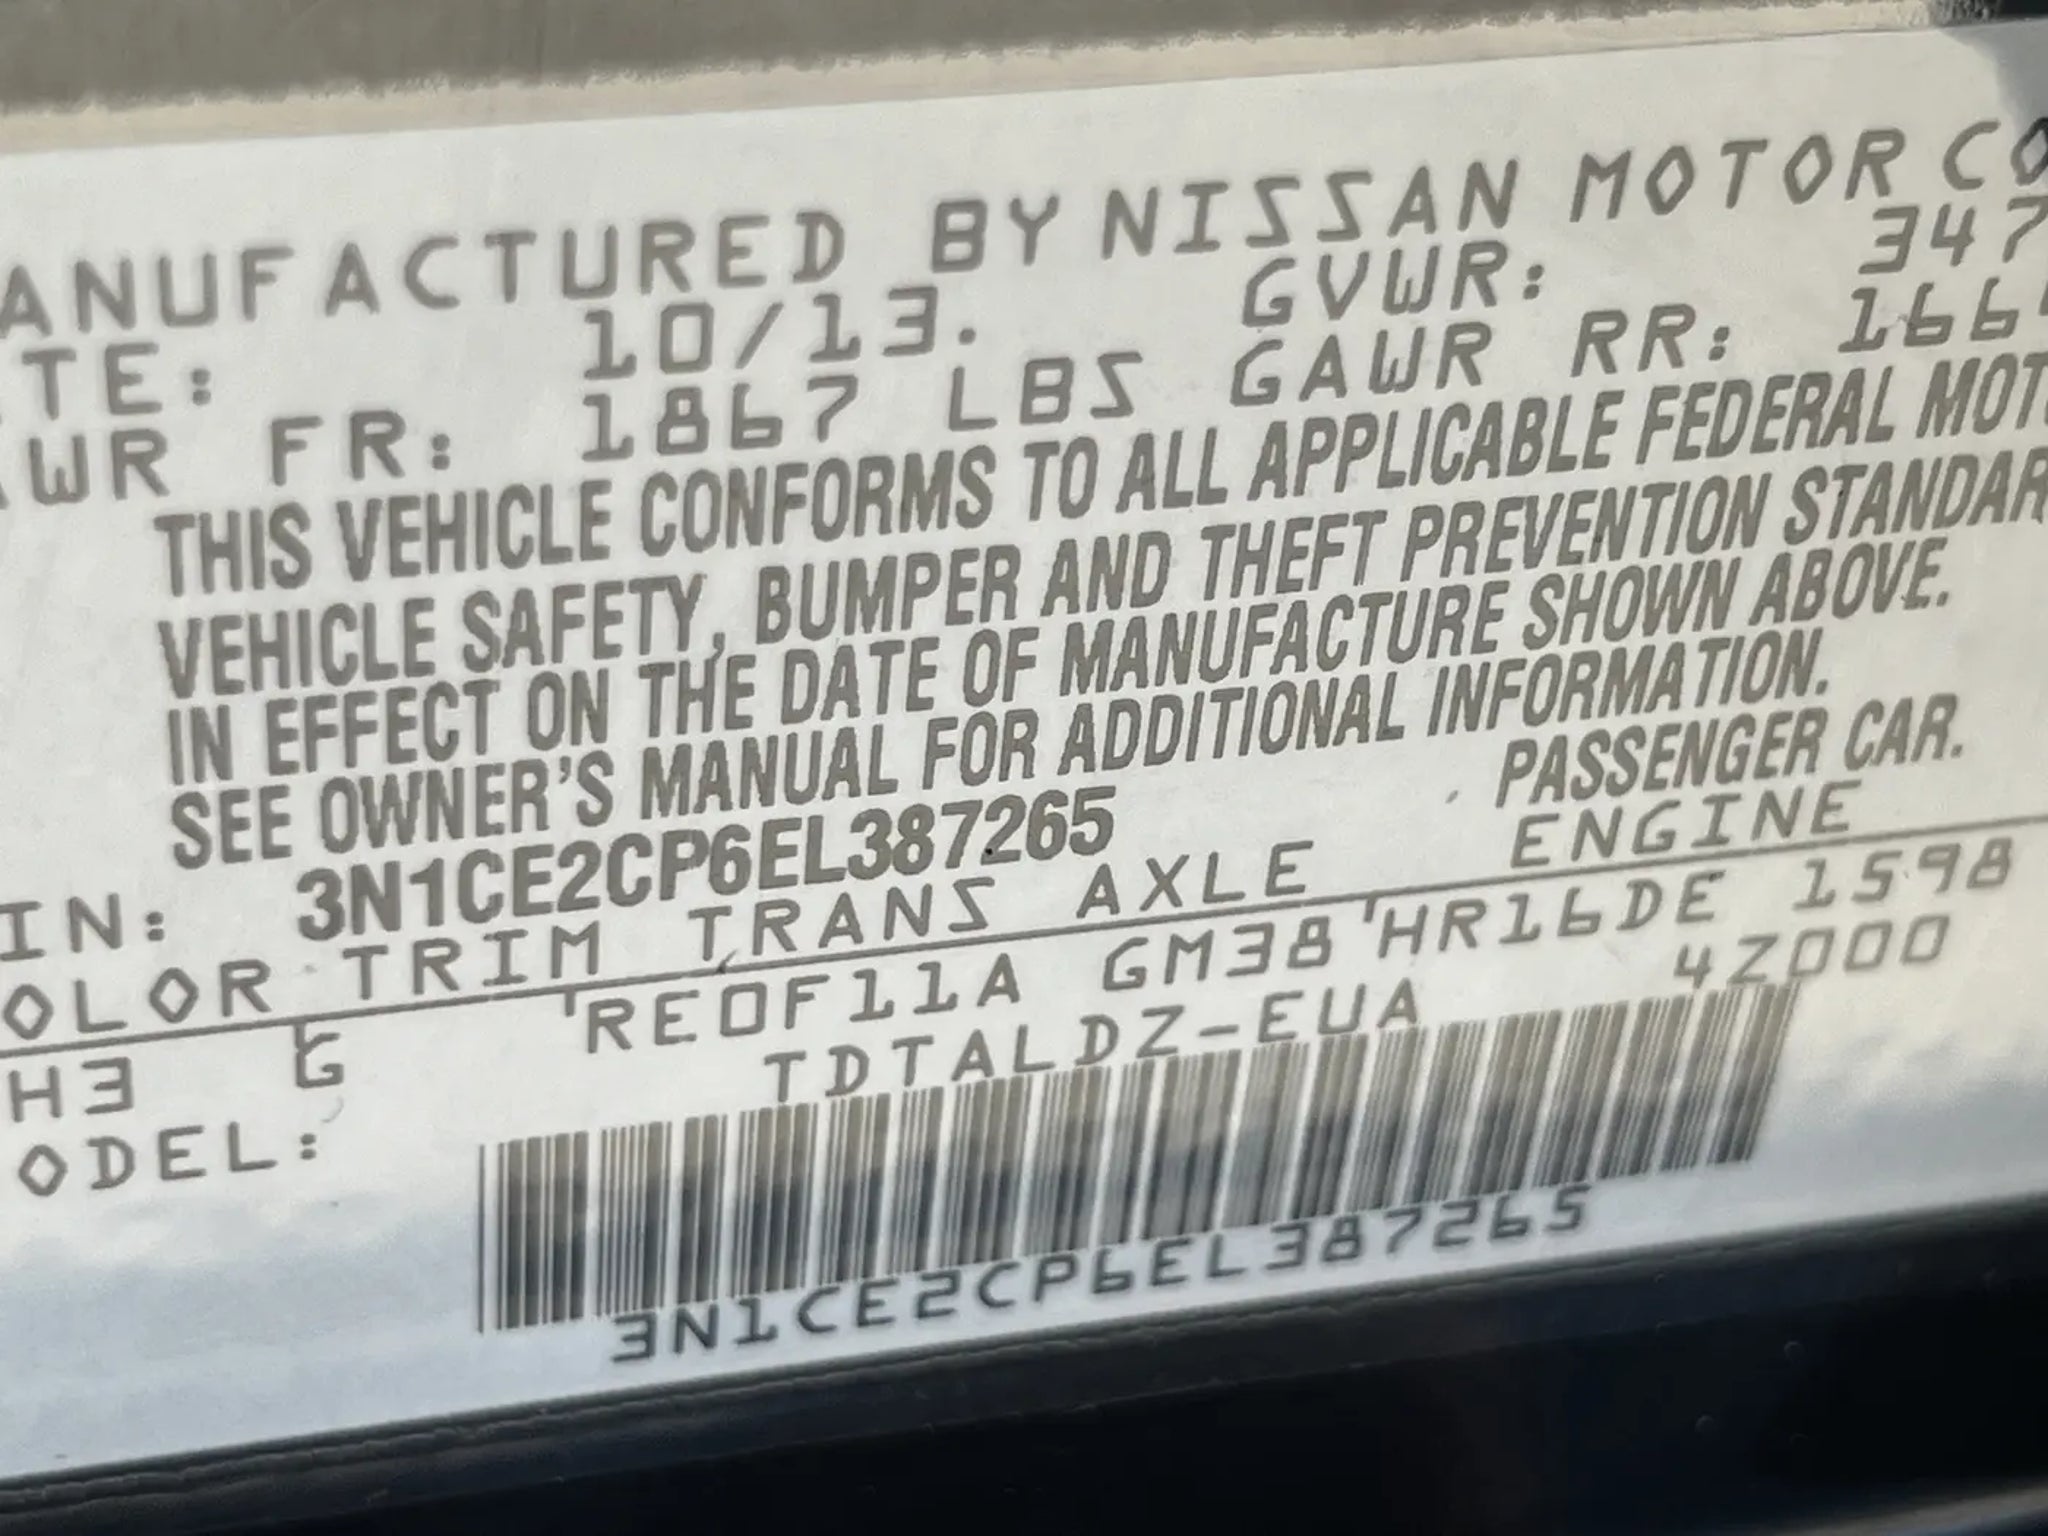 ANUFACTURED BY NISSAN MOTOR CO
TE: 10/13. GVWR: 347
WR FR: 1867 LBS GAWR RR: 166
THIS VEHICLE CONFORMS TO ALL APPLICABLE FEDERAL MOT
VEHICLE SAFETY, BUMPER AND THEFT PREVENTION STANDAR
IN EFFECT ON THE DATE OF MANUFACTURE SHOWN ABOVE.
SEE OWNER'S MANUAL FOR ADDITIONAL INFORMATION.
IN: 3N1CE2CP6EL387265 PASSENGER CAR.
OLOR TRIM TRANS AXLE ENGINE
H3 G RE0F11A GM38 HR16DE 1598
ODEL: TDTALDZ-EUA 4Z000
3N1CE2CP6EL387265